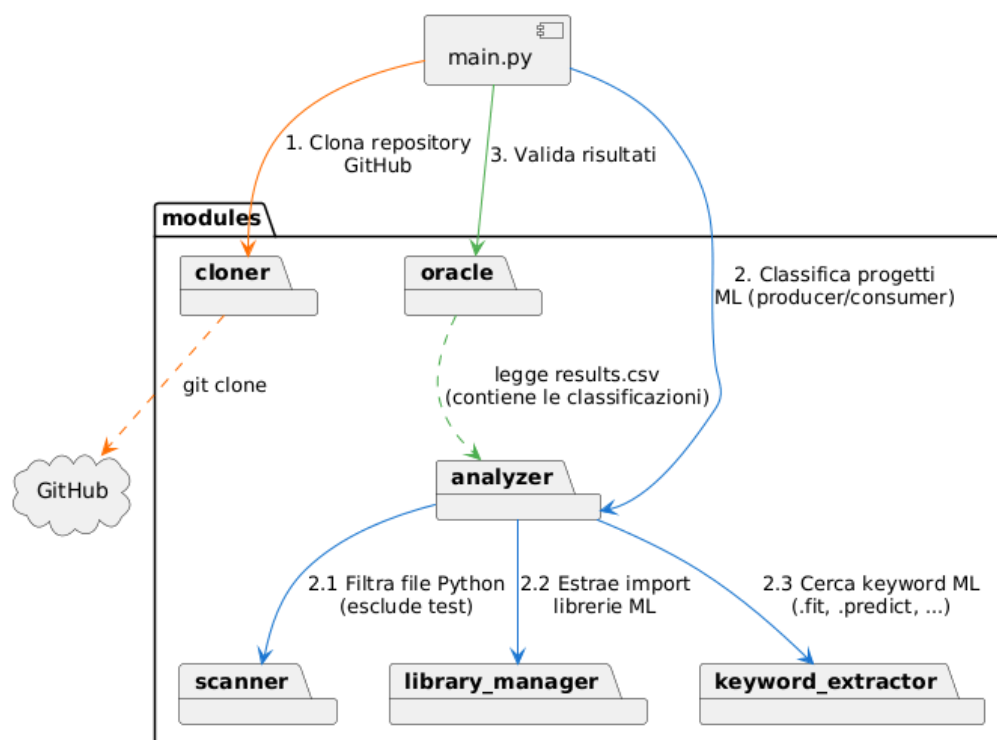 main.py
1. Clona repository
GitHub
3. Valida risultati
modules
cloner
oracle
2. Classifica progetti
ML (producer/consumer)
git clone
legge results.csv
(contiene le classificazioni)
GitHub
analyzer
2.1 Filtra file Python
(esclude test)
2.2 Estrae import
librerie ML
2.3 Cerca keyword ML
(.fit, .predict, ...)
scanner
library_manager
keyword_extractor